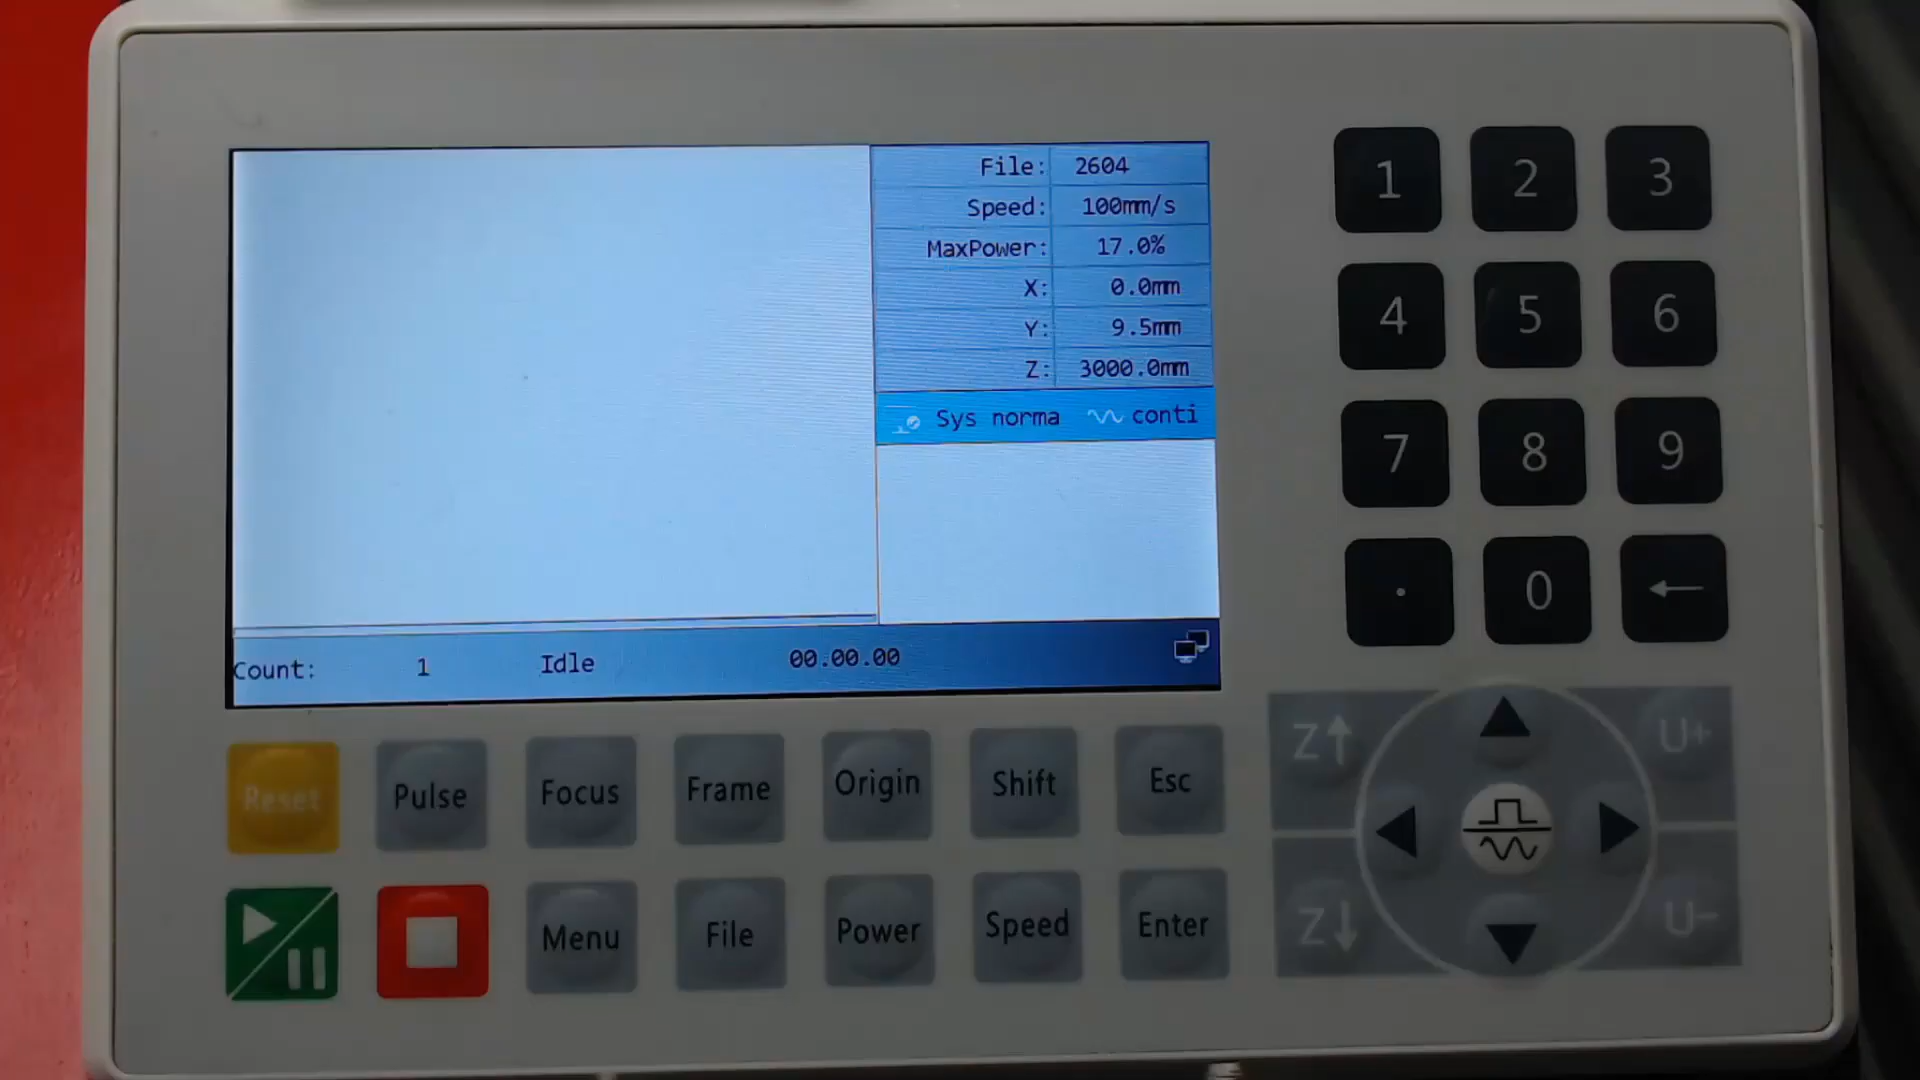 File: 2604
Speed: 100mm/s
MaxPower: 17.0%
X: 0.0mm
Y: 9.5mm
Z: 3000.0mm
Sys norma conti
Count: 1 Idle 00.00.00
1 2 3
4 5 6
7 8 9
. 0 ←
Reset Pulse Focus Frame Origin Shift Esc
Menu File Power Speed Enter
Z↑ U+
Z↓ U-